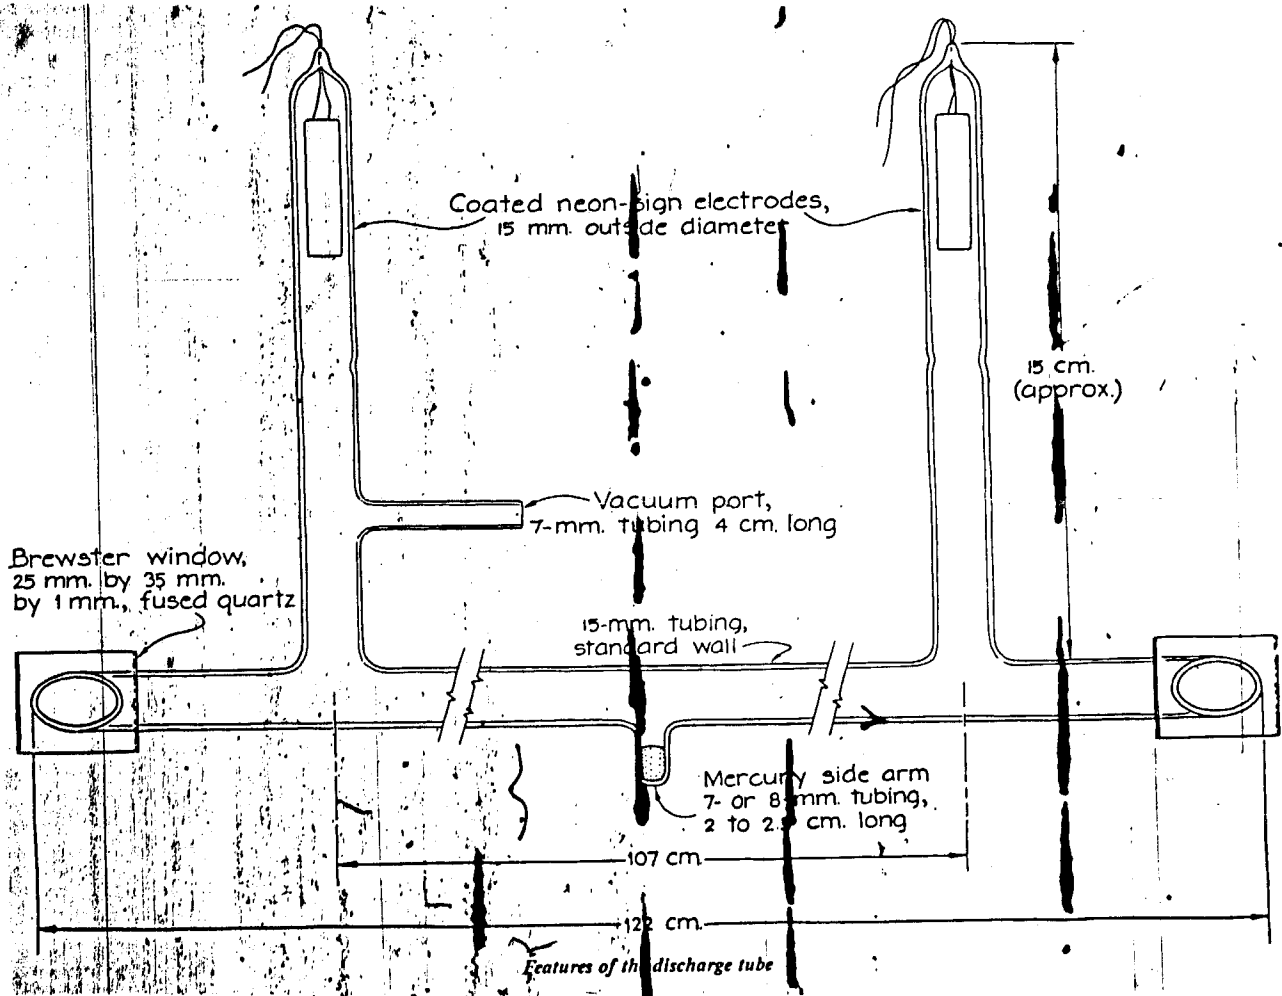 Coated neon-sign electrodes,
15 mm. outside diameter
15 cm.
(approx.)
Vacuum port,
7-mm. tubing 4 cm. long
Brewster window,
25 mm. by 35 mm.
by 1 mm., fused quartz
15-mm. tubing,
standard wall
Mercury side arm
7- or 8-mm. tubing,
2 to 2. cm. long
107 cm.
122 cm.
Features of the discharge tube